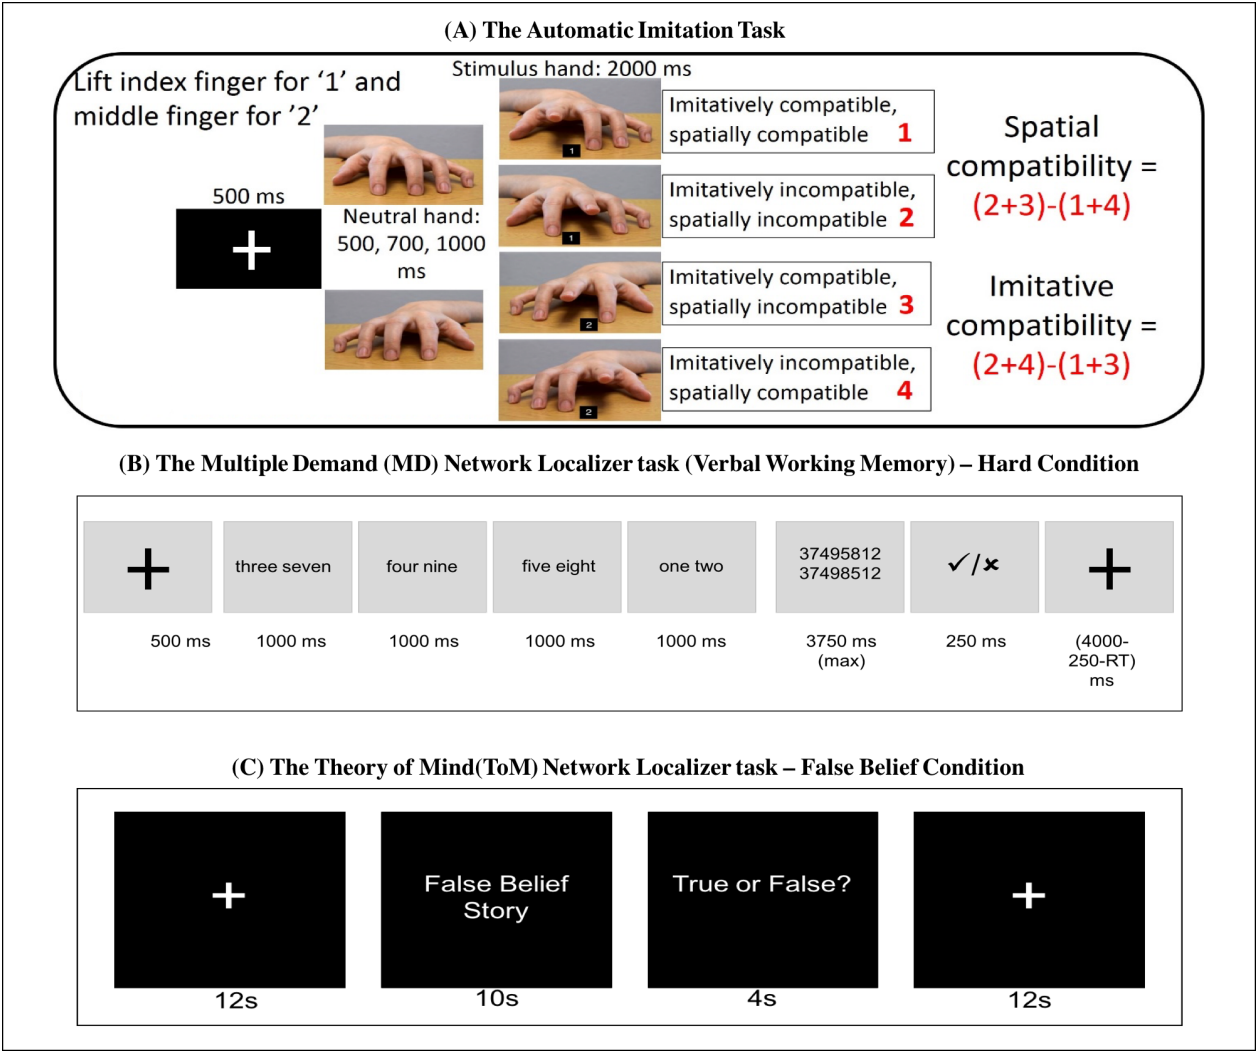 (A) The Automatic Imitation Task
Lift index finger for ‘1’ and
middle finger for ’2’
500 ms
Neutral hand:
500, 700, 1000
ms
Stimulus hand: 2000 ms
1
Imitatively compatible,
spatially compatible 1
1
Imitatively incompatible,
spatially incompatible 2
2
Imitatively compatible,
spatially incompatible 3
2
Imitatively incompatible,
spatially compatible 4
Spatial
compatibility =
(2+3)-(1+4)
Imitative
compatibility =
(2+4)-(1+3)
(B) The Multiple Demand (MD) Network Localizer task (Verbal Working Memory) – Hard Condition
three seven
four nine
five eight
one two
37495812
37498512
✓/✘
500 ms
1000 ms
1000 ms
1000 ms
1000 ms
3750 ms
(max)
250 ms
(4000-
250-RT)
ms
(C) The Theory of Mind(ToM) Network Localizer task – False Belief Condition
False Belief
Story
True or False?
12s
10s
4s
12s